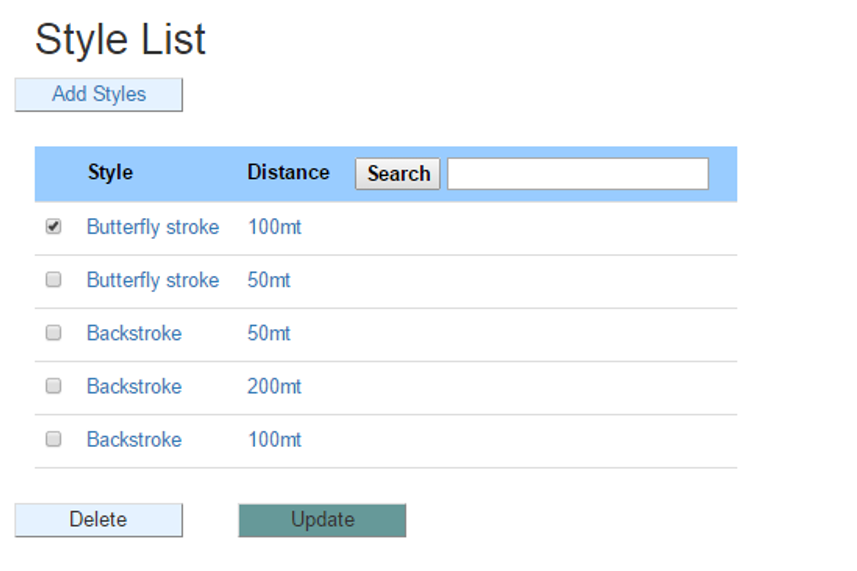 Style List
Add Styles
Style Distance Search
Butterfly stroke 100mt
Butterfly stroke 50mt
Backstroke 50mt
Backstroke 200mt
Backstroke 100mt
Delete Update